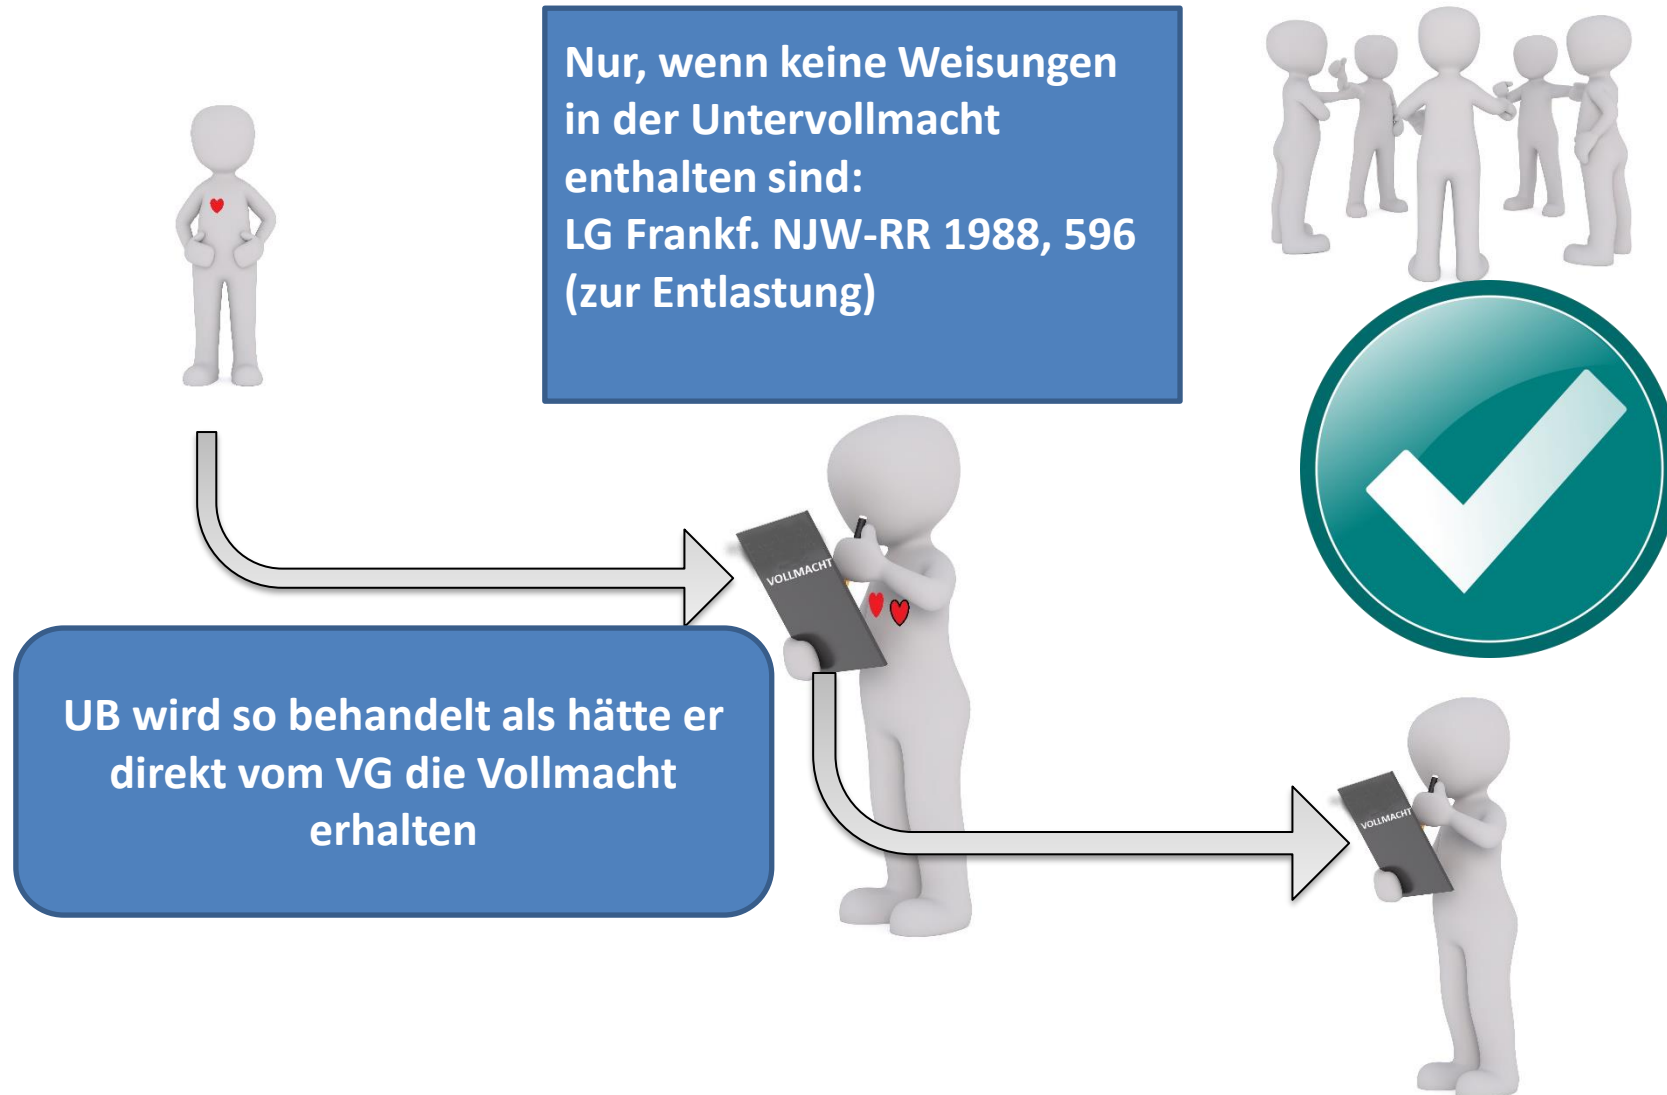 Nur, wenn keine Weisungen
in der Untervollmacht
enthalten sind:
LG Frankf. NJW-RR 1988, 596
(zur Entlastung)
VOLLMACHT
UB wird so behandelt als hätte er
direkt vom VG die Vollmacht
erhalten
VOLLMACHT